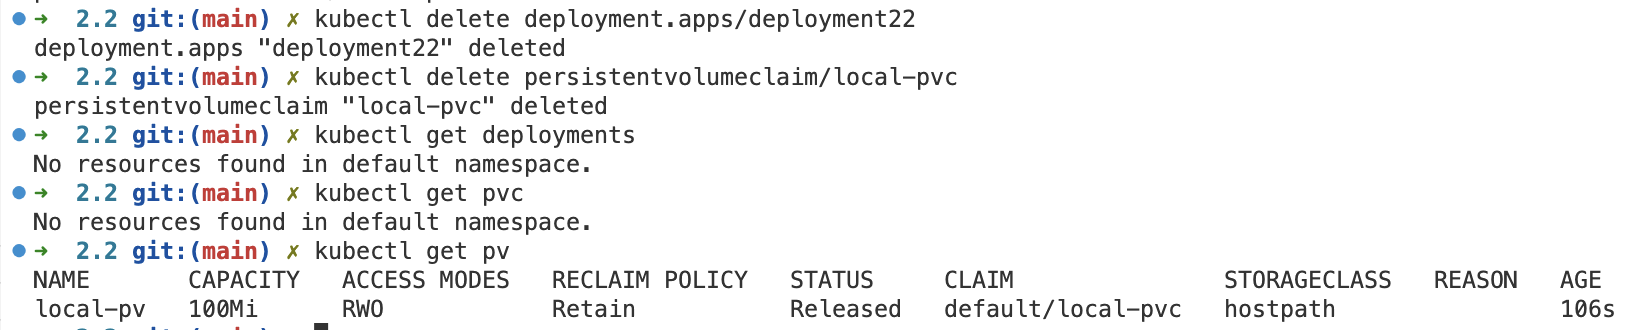 ➜  2.2 git:(main) ✗ kubectl delete deployment.apps/deployment22
deployment.apps "deployment22" deleted
➜  2.2 git:(main) ✗ kubectl delete persistentvolumeclaim/local-pvc
persistentvolumeclaim "local-pvc" deleted
➜  2.2 git:(main) ✗ kubectl get deployments
No resources found in default namespace.
➜  2.2 git:(main) ✗ kubectl get pvc
No resources found in default namespace.
➜  2.2 git:(main) ✗ kubectl get pv
NAME       CAPACITY   ACCESS MODES   RECLAIM POLICY   STATUS     CLAIM               STORAGECLASS   REASON   AGE
local-pv   100Mi      RWO            Retain           Released   default/local-pvc   hostpath                106s